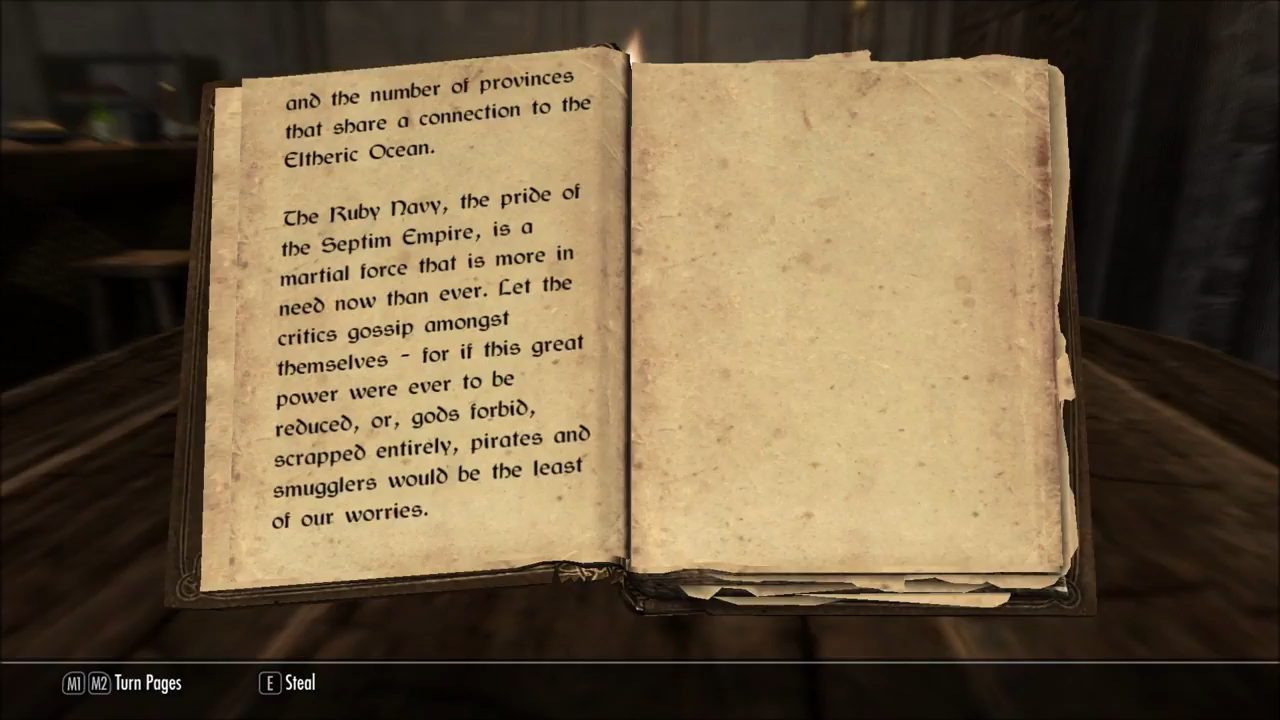 and the number of provinces
that share a connection to the
Eltheric Ocean.
The Ruby Navy, the pride of
the Septim Empire, is a
martial force that is more in
need now than ever. Let the
critics gossip amongst
themselves - for if this great
power were ever to be
reduced, or, gods forbid,
scrapped entirely, pirates and
smugglers would be the least
of our worries.
M1 M2 Turn Pages
E Steal